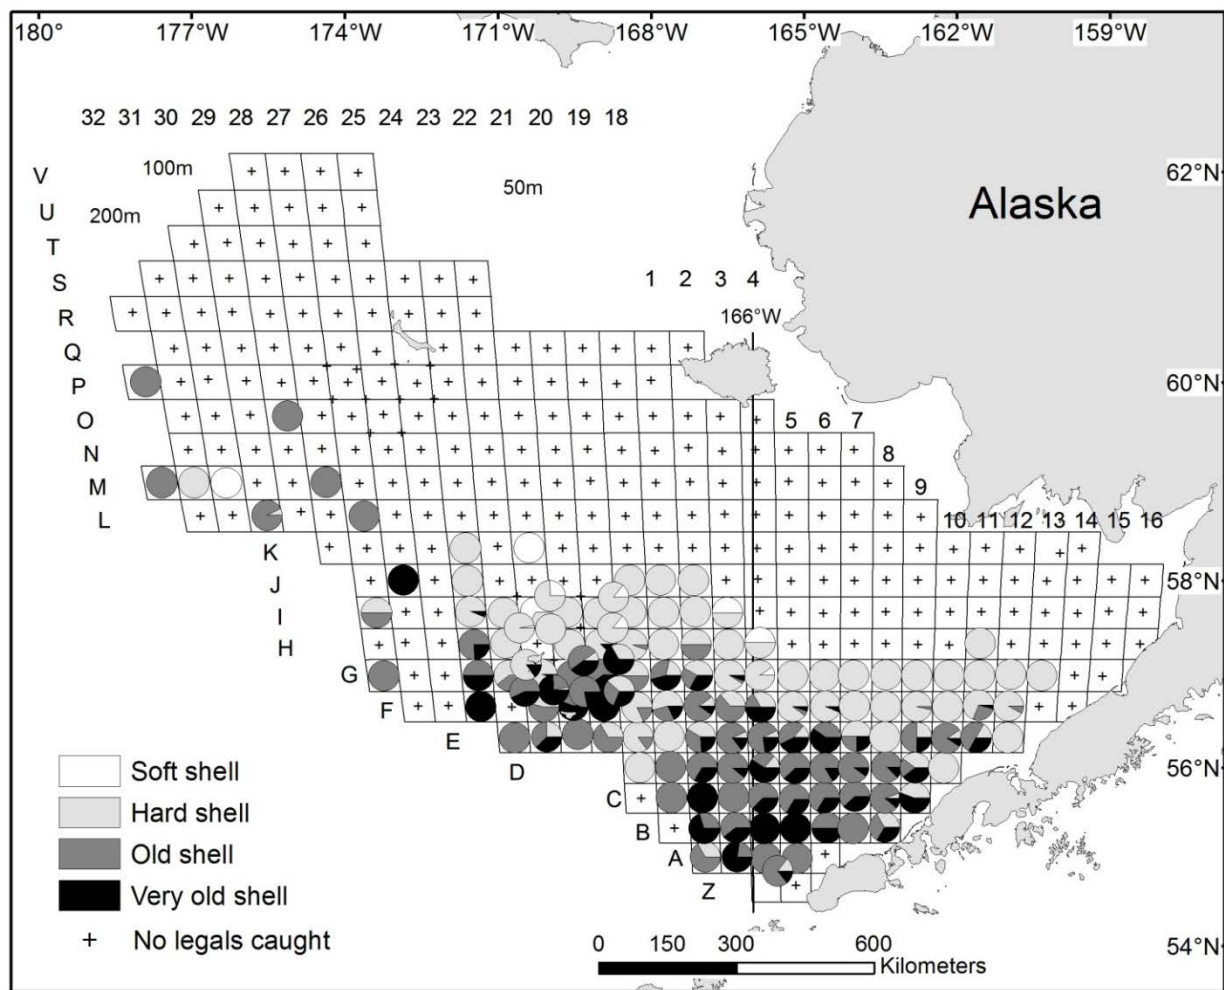 180° 177°W 174°W 171°W 168°W 165°W 162°W 159°W
32 31 30 29 28 27 26 25 24 23 22 21 20 19 18
100m
V
62°N
50m
Alaska
U
200m
T
S
1 2 3 4
R
166°W
Q
P
60°N
O
5 6 7
N
8
M
9
L
10 11 12 13 14 15 16
K
J
58°N
I
H
G
F
E
D
Soft shell
56°N
Hard shell
C
B
Old shell
A
Very old shell
Z
No legals caught
0 150 300 600
54°N
Kilometers